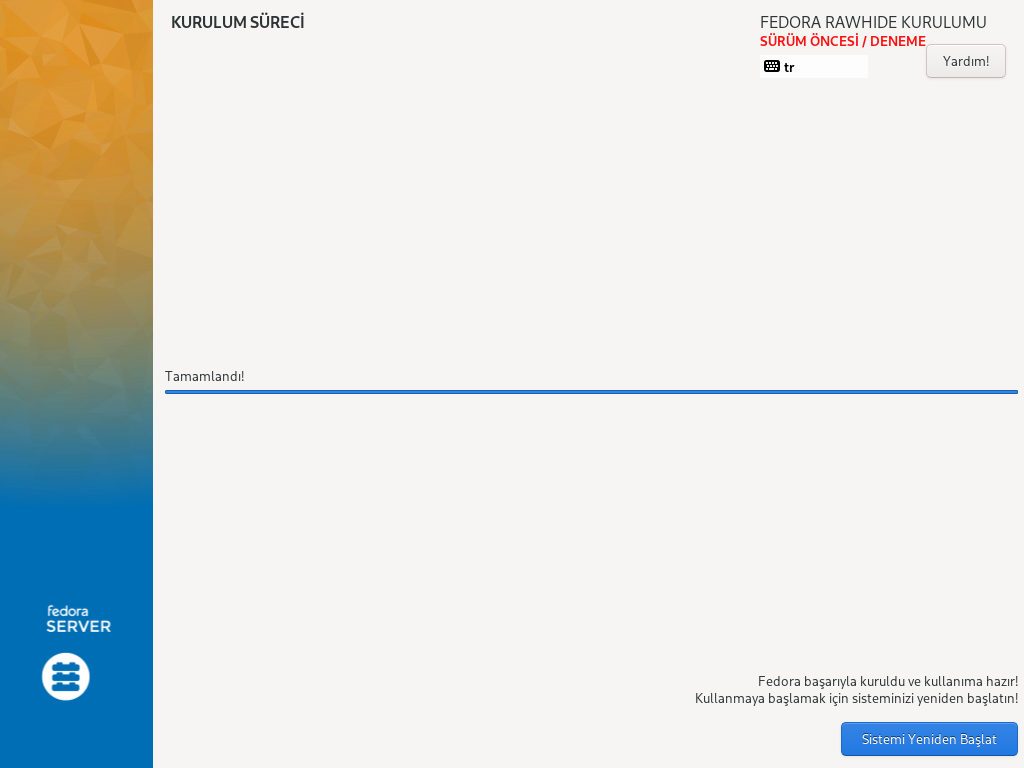 KURULUM SÜRECİ
FEDORA RAWHIDE KURULUMU
SÜRÜM ÖNCESİ / DENEME
tr
Yardım!
Tamamlandı!
fedora
SERVER
Fedora başarıyla kuruldu ve kullanıma hazır!
Kullanmaya başlamak için sisteminizi yeniden başlatın!
Sistemi Yeniden Başlat